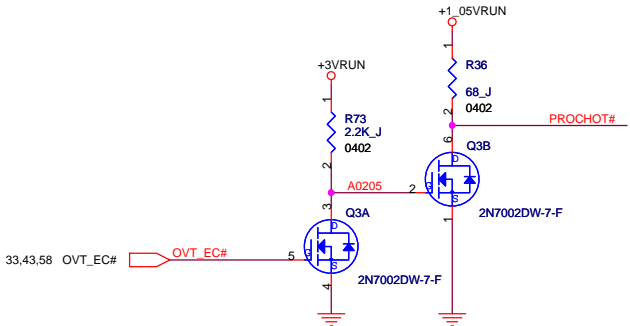 +1_05VRUN
1
R36
68_J
0402
2
+3VRUN
1
R73
2.2K_J
0402
2
PROCHOT#
6
Q3B
D
G
S
2
A0205
2N7002DW-7-F
1
3
Q3A
D
G
S
33,43,58 OVT_EC#
OVT_EC#
5
2N7002DW-7-F
4